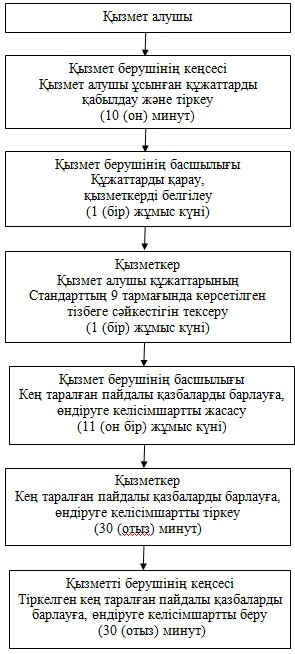 Қызмет алушы
Қызмет берушінің кеңсесі
Қызмет алушы ұсынған құжаттарды
қабылдау және тіркеу
(10 (он) минут)
Қызмет берушінің басшылығы
Құжаттарды қарау,
қызметкерді белгілеу
(1 (бір) жұмыс күні)
Қызметкер
Қызмет алушы құжаттарының
Стандарттың 9 тармағында көрсетілген
тізбеге сәйкестігін тексеру
(1 (бір) жұмыс күні)
Қызмет берушінің басшылығы
Кең таралған пайдалы қазбаларды барлауға,
өндіруге келісімшартты жасасу
(11 (он бір) жұмыс күні)
Қызметкер
Кең таралған пайдалы қазбаларды барлауға,
өндіруге келісімшартты тіркеу
(30 (отыз) минут)
Қызметті берушінің кеңсесі
Тіркелген кең таралған пайдалы қазбаларды
барлауға, өндіруге келісімшартты беру
(30 (отыз) минут)